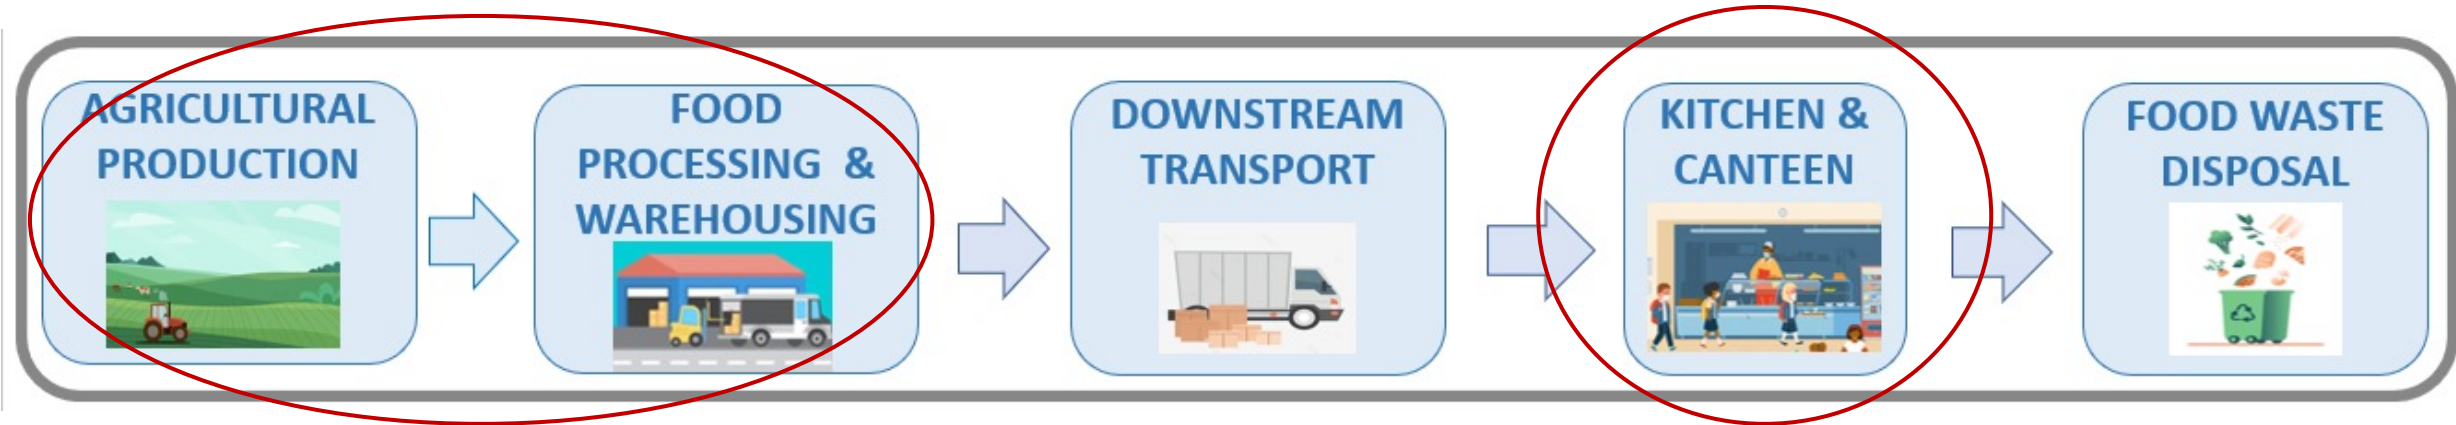 AGRICULTURAL
PRODUCTION
FOOD
PROCESSING &
WAREHOUSING
DOWNSTREAM
TRANSPORT
KITCHEN &
CANTEEN
FOOD WASTE
DISPOSAL